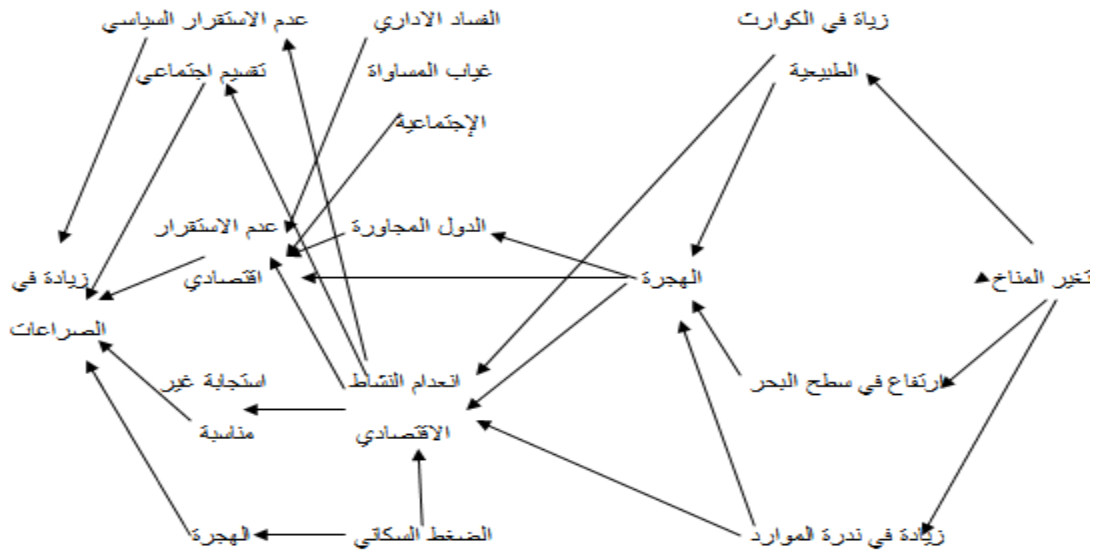 زياة في الكوارث
الفساد الاداري
عدم الاستقرار السياسي
الطبيعية
غياب المساواة
تقسيم اجتماعي
الإجتماعية
الدول المجاورة
عدم الاستقرار
تغير المناخ
الهجرة
اقتصادي
زيادة في
الصراعات
ارتفاع في سطح البحر
انعدام النشاط
استجابة غير
الاقتصادي
مناسبة
زيادة في ندرة الموارد
الضغط السكاني
الهجرة